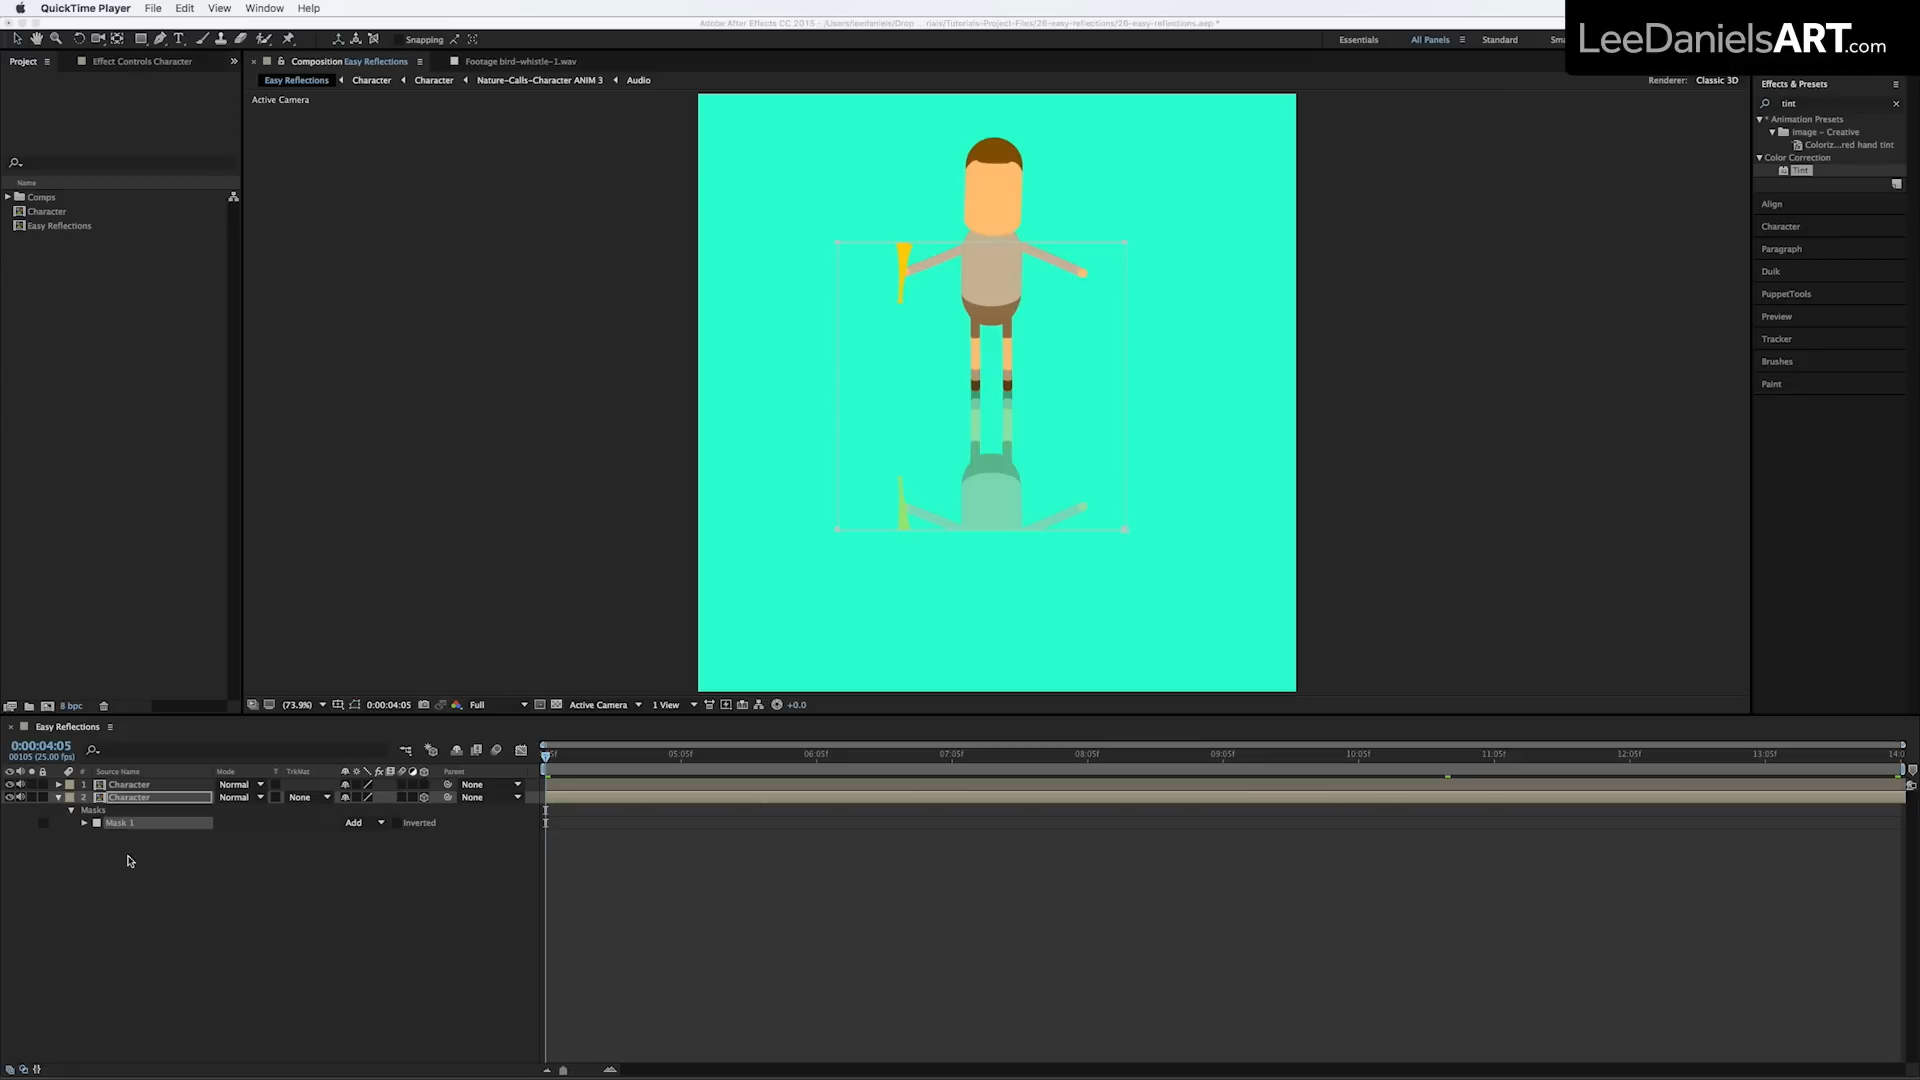 QuickTime Player File Edit View Window Help
Adobe After Effects CC 2015 - /Users/leedaniels/Drop ... rials/Tutorials-Project-Files/26-easy-reflections/26-easy-reflections.aep *
LeeDanielsART.com
Snapping
Essentials All Panels Standard Sma
Project Effect Controls Character
Composition Easy Reflections Footage bird-whistle-1.wav
Easy Reflections Character Character Nature-Calls-Character ANIM 3 Audio
Renderer: Classic 3D
Active Camera
Effects & Presets
tint
* Animation Presets
Image - Creative
Coloriz...red hand tint
Color Correction
Tint
Align
Character
Paragraph
Duik
PuppetTools
Preview
Tracker
Brushes
Paint
Name
Comps
Character
Easy Reflections
8 bpc
(73.9%) 0:00:04:05 Full Active Camera 1 View +0.0
Easy Reflections
0:00:04:05
00105 (25.00 fps)
05f 05:05f 06:05f 07:05f 08:05f 09:05f 10:05f 11:05f 12:05f 13:05f 14:0
# Source Name Mode T TrkMat fx Parent
1 Character Normal None
2 Character Normal None None
Masks
Mask 1 Add Inverted